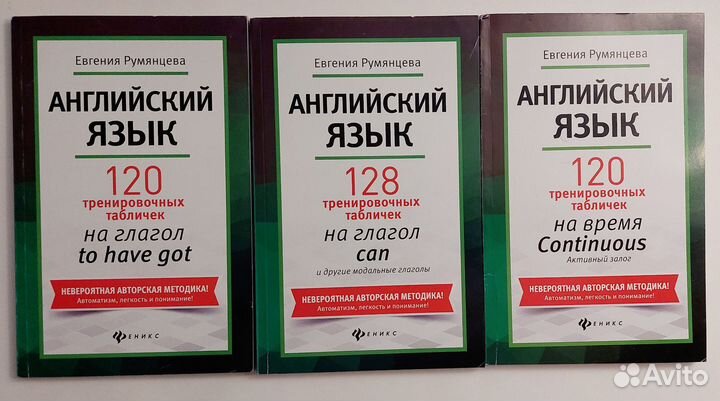 Евгения Румянцева
АНГЛИЙСКИЙ
ЯЗЫК
120
тренировочных
табличек
на глагол
to have got
НЕВЕРОЯТНАЯ АВТОРСКАЯ МЕТОДИКА!
Автоматизм, легкость и понимание!
ФЕНИКС
Евгения Румянцева
АНГЛИЙСКИЙ
ЯЗЫК
128
тренировочных
табличек
на глагол
can
и другие модальные глаголы
НЕВЕРОЯТНАЯ АВТОРСКАЯ МЕТОДИКА!
Автоматизм, легкость и понимание!
ФЕНИКС
Евгения Румянцева
АНГЛИЙСКИЙ
ЯЗЫК
120
тренировочных
табличек
на время
Continuous
Активный залог
НЕВЕРОЯТНАЯ АВТОРСКАЯ МЕТОДИКА!
Автоматизм, легкость и понимание!
ФЕНИКС
Avito